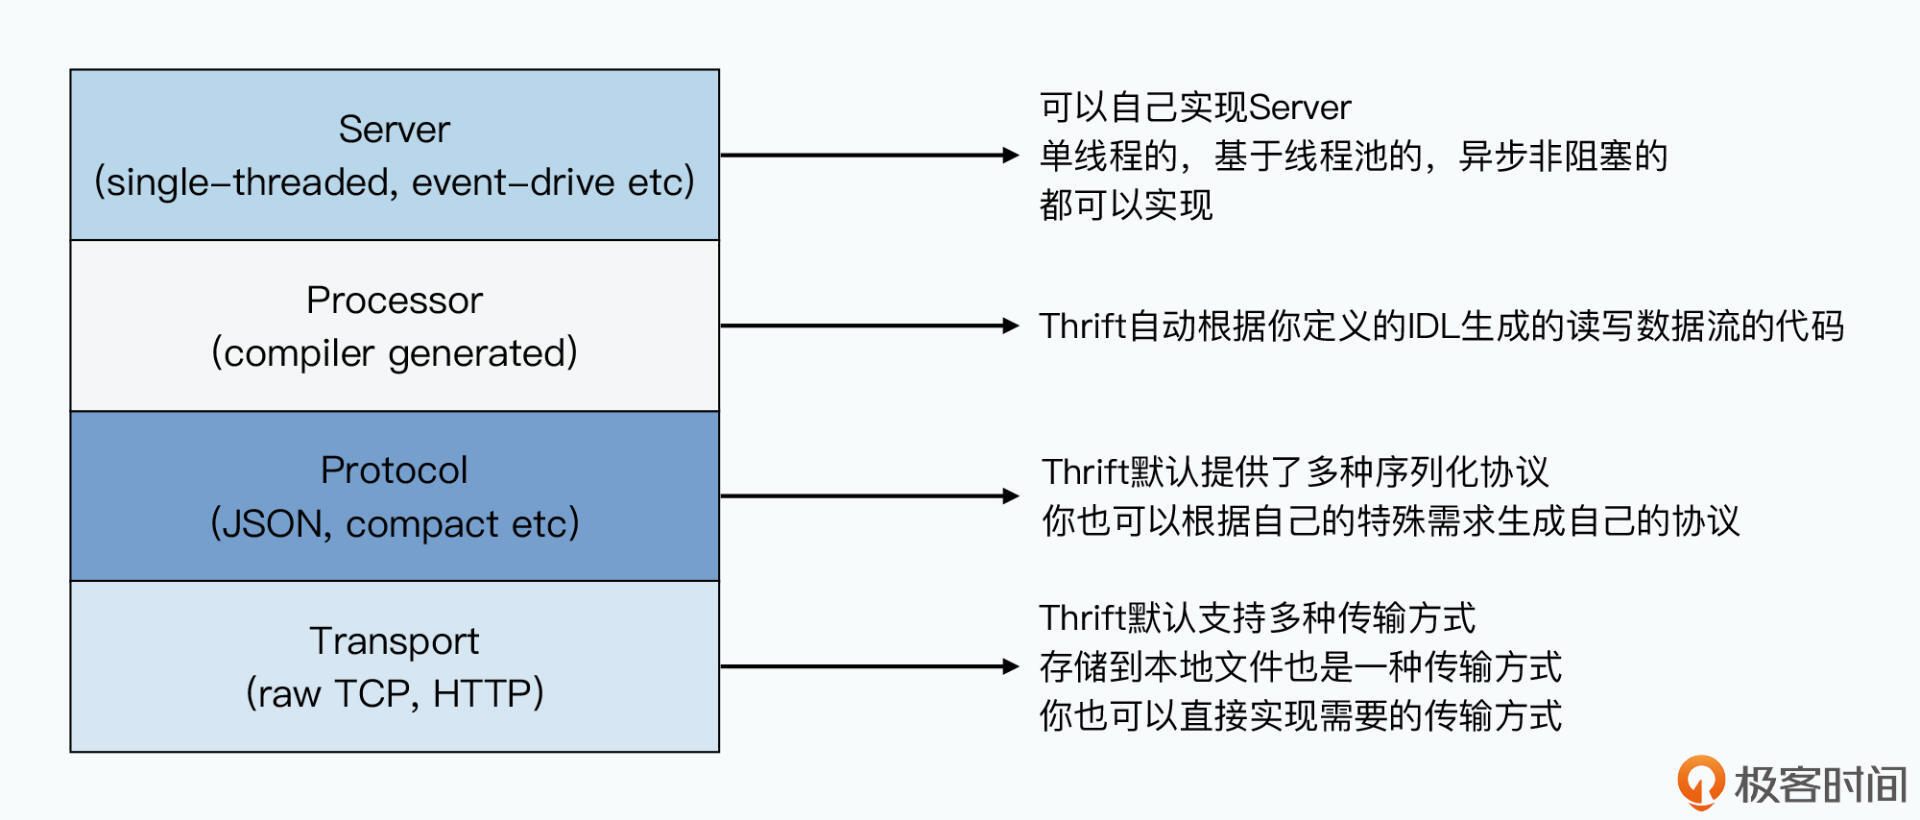 Server
(single-threaded, event-drive etc)
可以自己实现Server
单线程的，基于线程池的，异步非阻塞的
都可以实现
Processor
(compiler generated)
Thrift自动根据你定义的IDL生成的读写数据流的代码
Protocol
(JSON, compact etc)
Thrift默认提供了多种序列化协议
你也可以根据自己的特殊需求生成自己的协议
Transport
(raw TCP, HTTP)
Thrift默认支持多种传输方式
存储到本地文件也是一种传输方式
你也可以直接实现需要的传输方式
极客时间